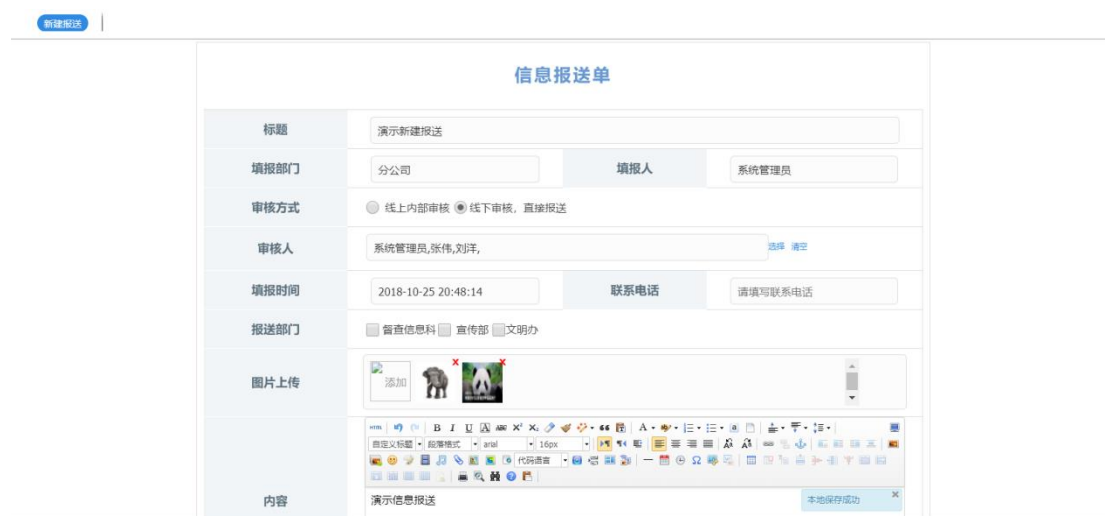 新建报送
信息报送单
标题 演示新建报送
填报部门 分公司 填报人 系统管理员
审核方式 线上内部审核 线下审核，直接报送
审核人 系统管理员,张伟,刘洋, 选择 清空
填报时间 2018-10-25 20:48:14 联系电话 请填写联系电话
报送部门 督查信息科 宣传部 文明办
图片上传 添加
自定义标题 段落格式 arial 16px
代码语言
内容 演示信息报送 本地保存成功